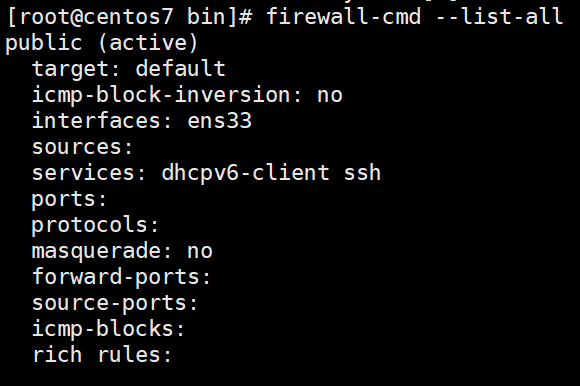 [root@centos7 bin]# firewall-cmd --list-all
public (active)
  target: default
  icmp-block-inversion: no
  interfaces: ens33
  sources:
  services: dhcpv6-client ssh
  ports:
  protocols:
  masquerade: no
  forward-ports:
  source-ports:
  icmp-blocks:
  rich rules: